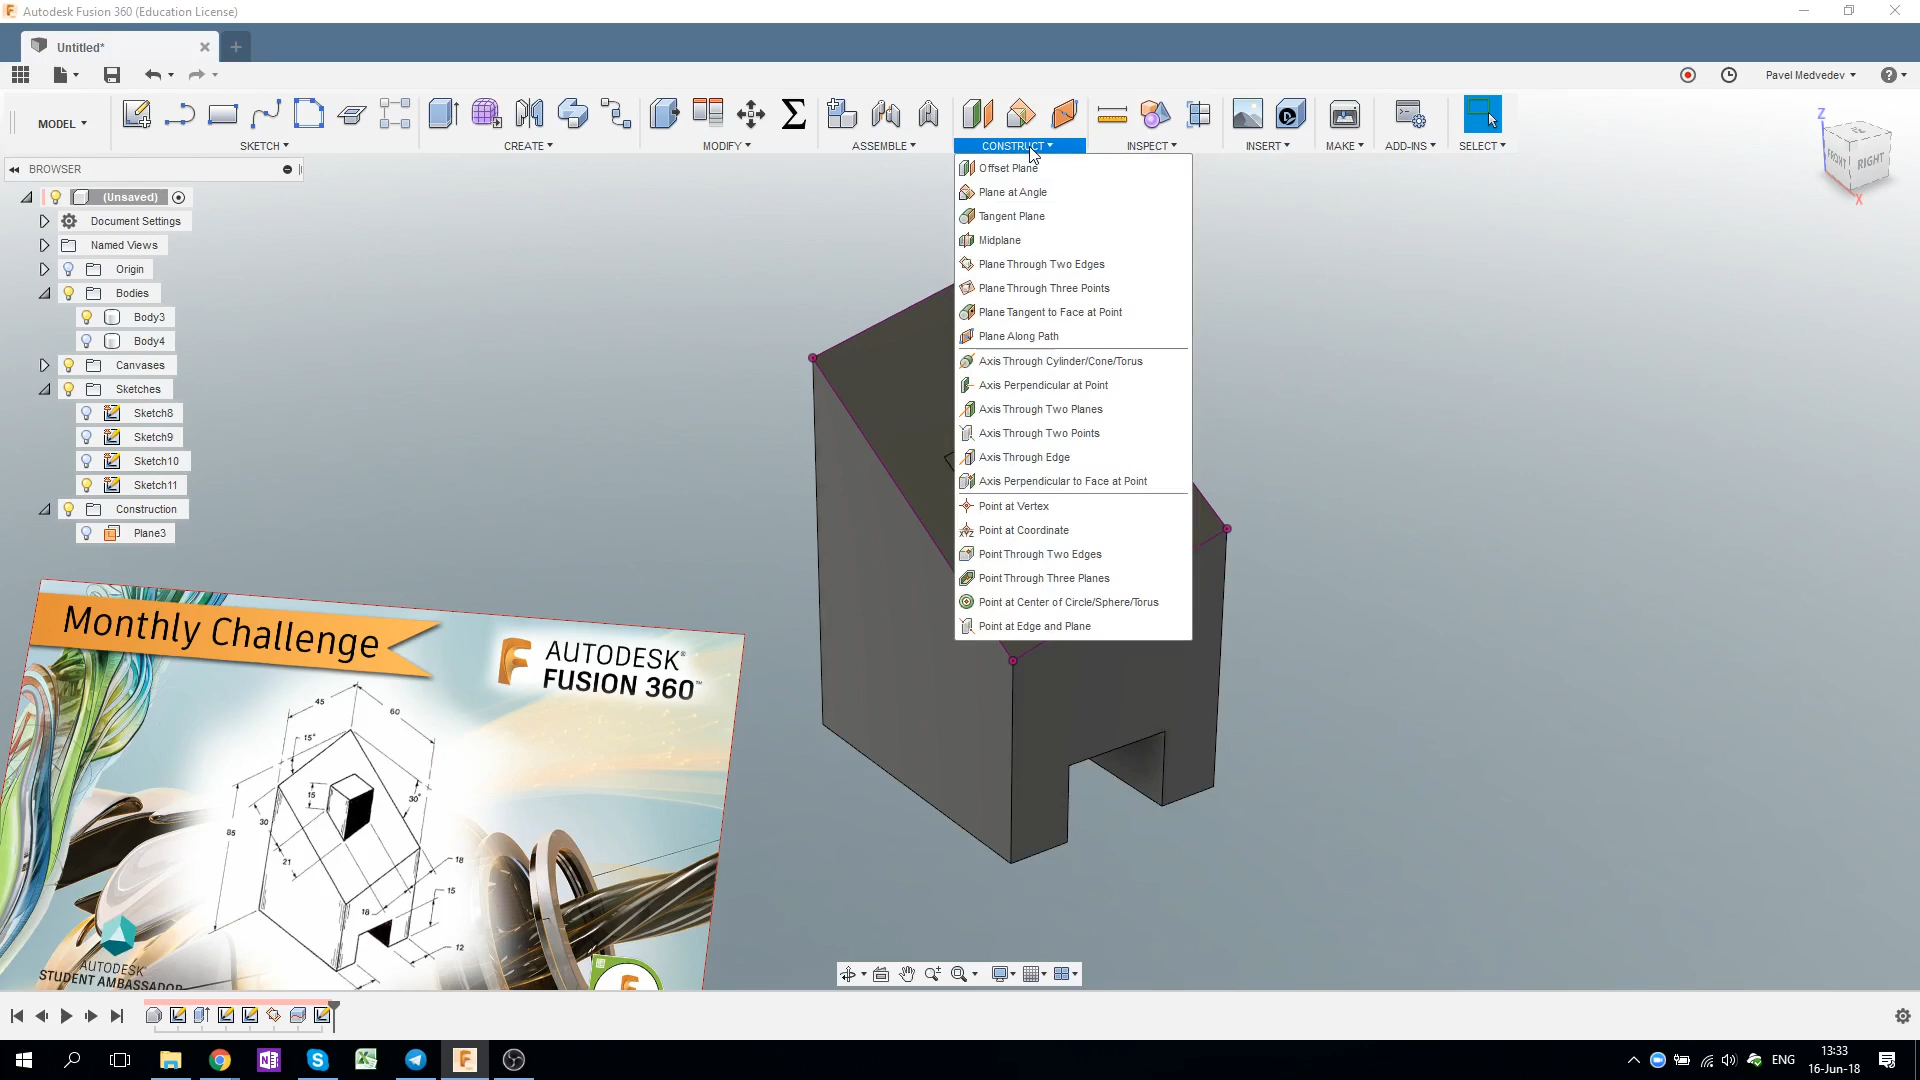 Autodesk Fusion 360 (Education License)
Untitled*
Pavel Medvedev
MODEL
SKETCH
CREATE
MODIFY
ASSEMBLE
CONSTRUCT
INSPECT
INSERT
MAKE
ADD-INS
SELECT
BROWSER
(Unsaved)
Document Settings
Named Views
Origin
Bodies
Body3
Body4
Canvases
Sketches
Sketch8
Sketch9
Sketch10
Sketch11
Construction
Plane3
Offset Plane
Plane at Angle
Tangent Plane
Midplane
Plane Through Two Edges
Plane Through Three Points
Plane Tangent to Face at Point
Plane Along Path
Axis Through Cylinder/Cone/Torus
Axis Perpendicular at Point
Axis Through Two Planes
Axis Through Two Points
Axis Through Edge
Axis Perpendicular to Face at Point
Point at Vertex
Point at Coordinate
Point Through Two Edges
Point Through Three Planes
Point at Center of Circle/Sphere/Torus
Point at Edge and Plane
Z
FRONT
RIGHT
X
Monthly Challenge
AUTODESK®
FUSION 360™
45
60
15°
15
30°
30
85
21
18
15
18
12
AUTODESK
STUDENT AMBASSADOR
ENG
13:33
16-Jun-18